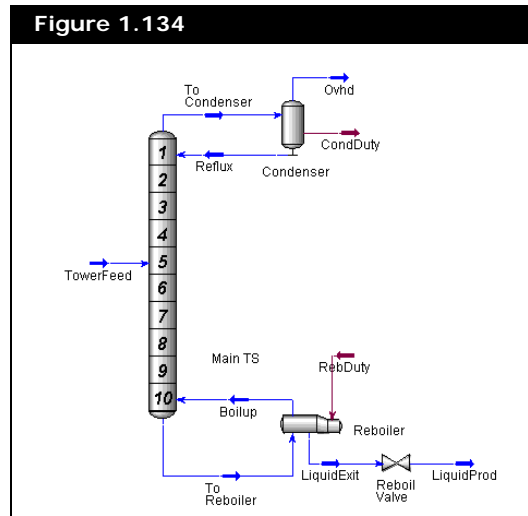 Figure 1.134
To
Condenser
Ovhd
CondDuty
Reflux
Condenser
1
2
3
4
5
6
7
8
9
10
TowerFeed
Main TS
RebDuty
Boilup
Reboiler
To
Reboiler
LiquidExit
Reboil
Valve
LiquidProd